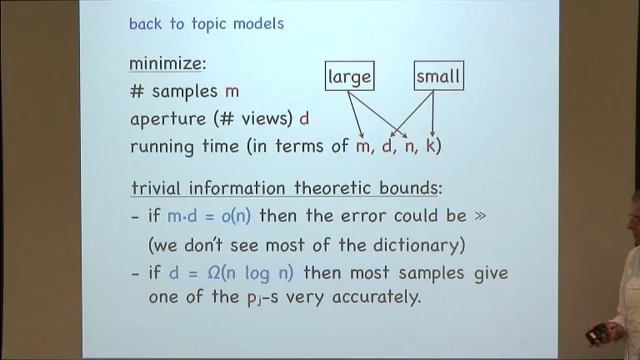 back to topic models
minimize:
large small
# samples m
aperture (# views) d
running time (in terms of m, d, n, k)
trivial information theoretic bounds:
- if m·d = o(n) then the error could be »
(we don't see most of the dictionary)
- if d = Ω(n log n) then most samples give
one of the pj-s very accurately.